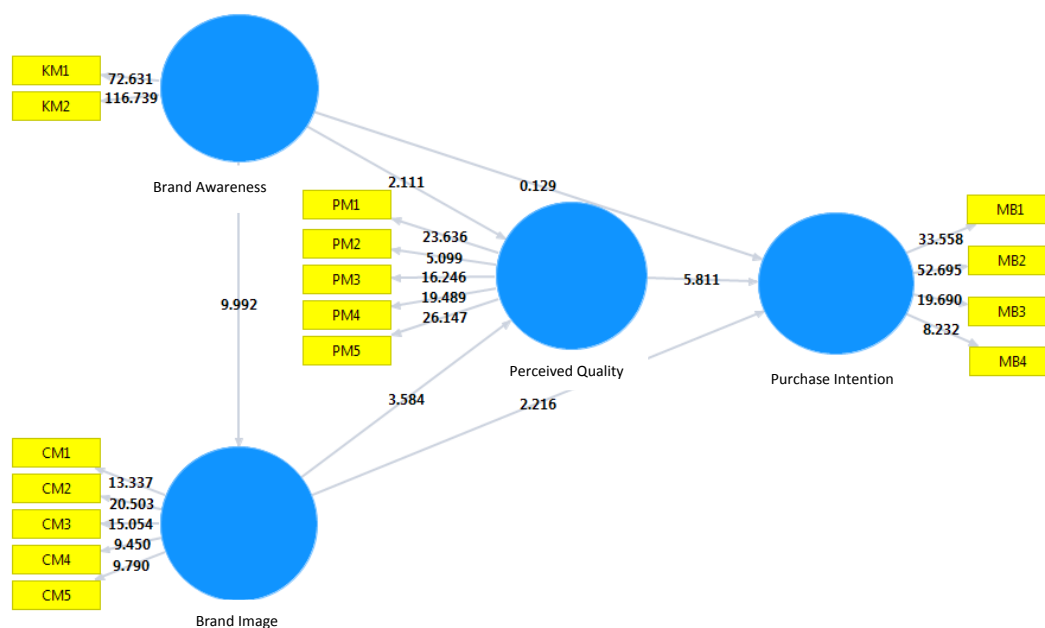 KM1
72.631
KM2
116.739
Brand Awareness
2.111
0.129
PM1
23.636
PM2
5.099
PM3
16.246
PM4
19.489
PM5
26.147
Perceived Quality
5.811
MB1
33.558
MB2
52.695
MB3
19.690
MB4
8.232
Purchase Intention
9.992
3.584
2.216
CM1
13.337
CM2
20.503
CM3
15.054
CM4
9.450
CM5
9.790
Brand Image